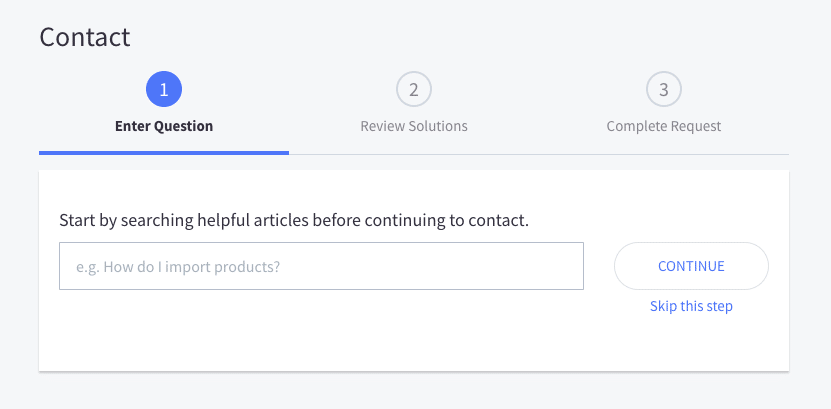 Contact
1
2
3
Enter Question
Review Solutions
Complete Request
Start by searching helpful articles before continuing to contact.
e.g. How do I import products?
CONTINUE
Skip this step